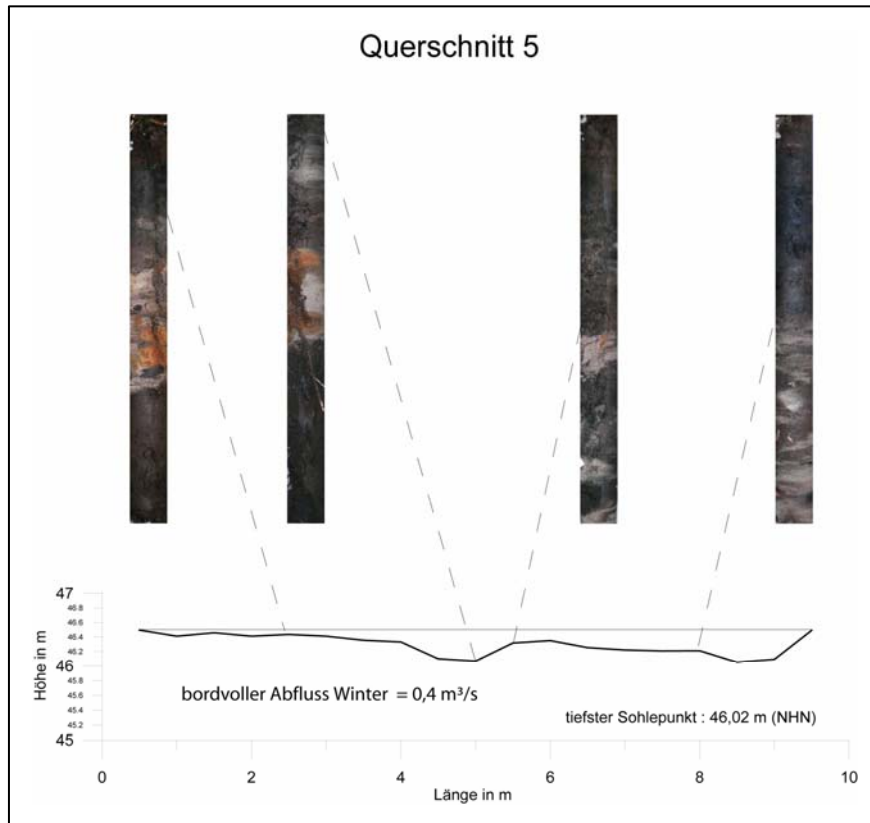 Querschnitt 5
Höhe in m
47
46.8
46.6
46.4
46.2
46
45.8
45.6
45.4
45.2
45
bordvoller Abfluss Winter = 0,4 m³/s
tiefster Sohlepunkt : 46,02 m (NHN)
0 2 4 6 8 10
Länge in m